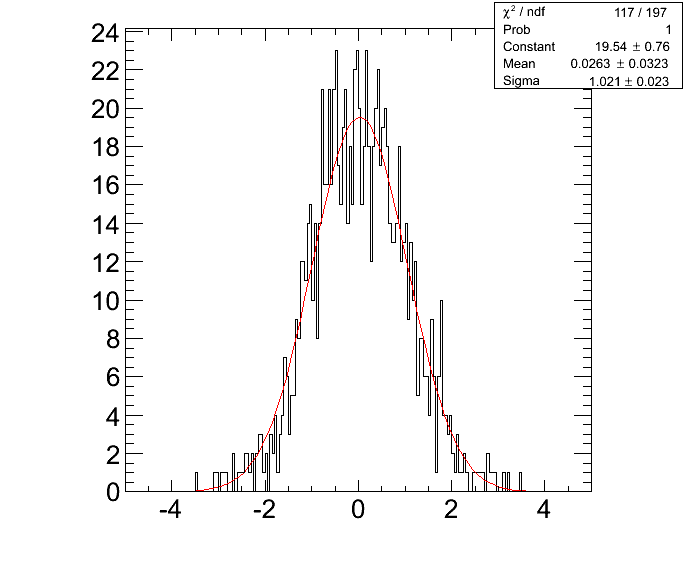 χ² / ndf 117 / 197
Prob 1
Constant 19.54 ± 0.76
Mean 0.0263 ± 0.0323
Sigma 1.021 ± 0.023
24
22
20
18
16
14
12
10
8
6
4
2
0
-4 -2 0 2 4